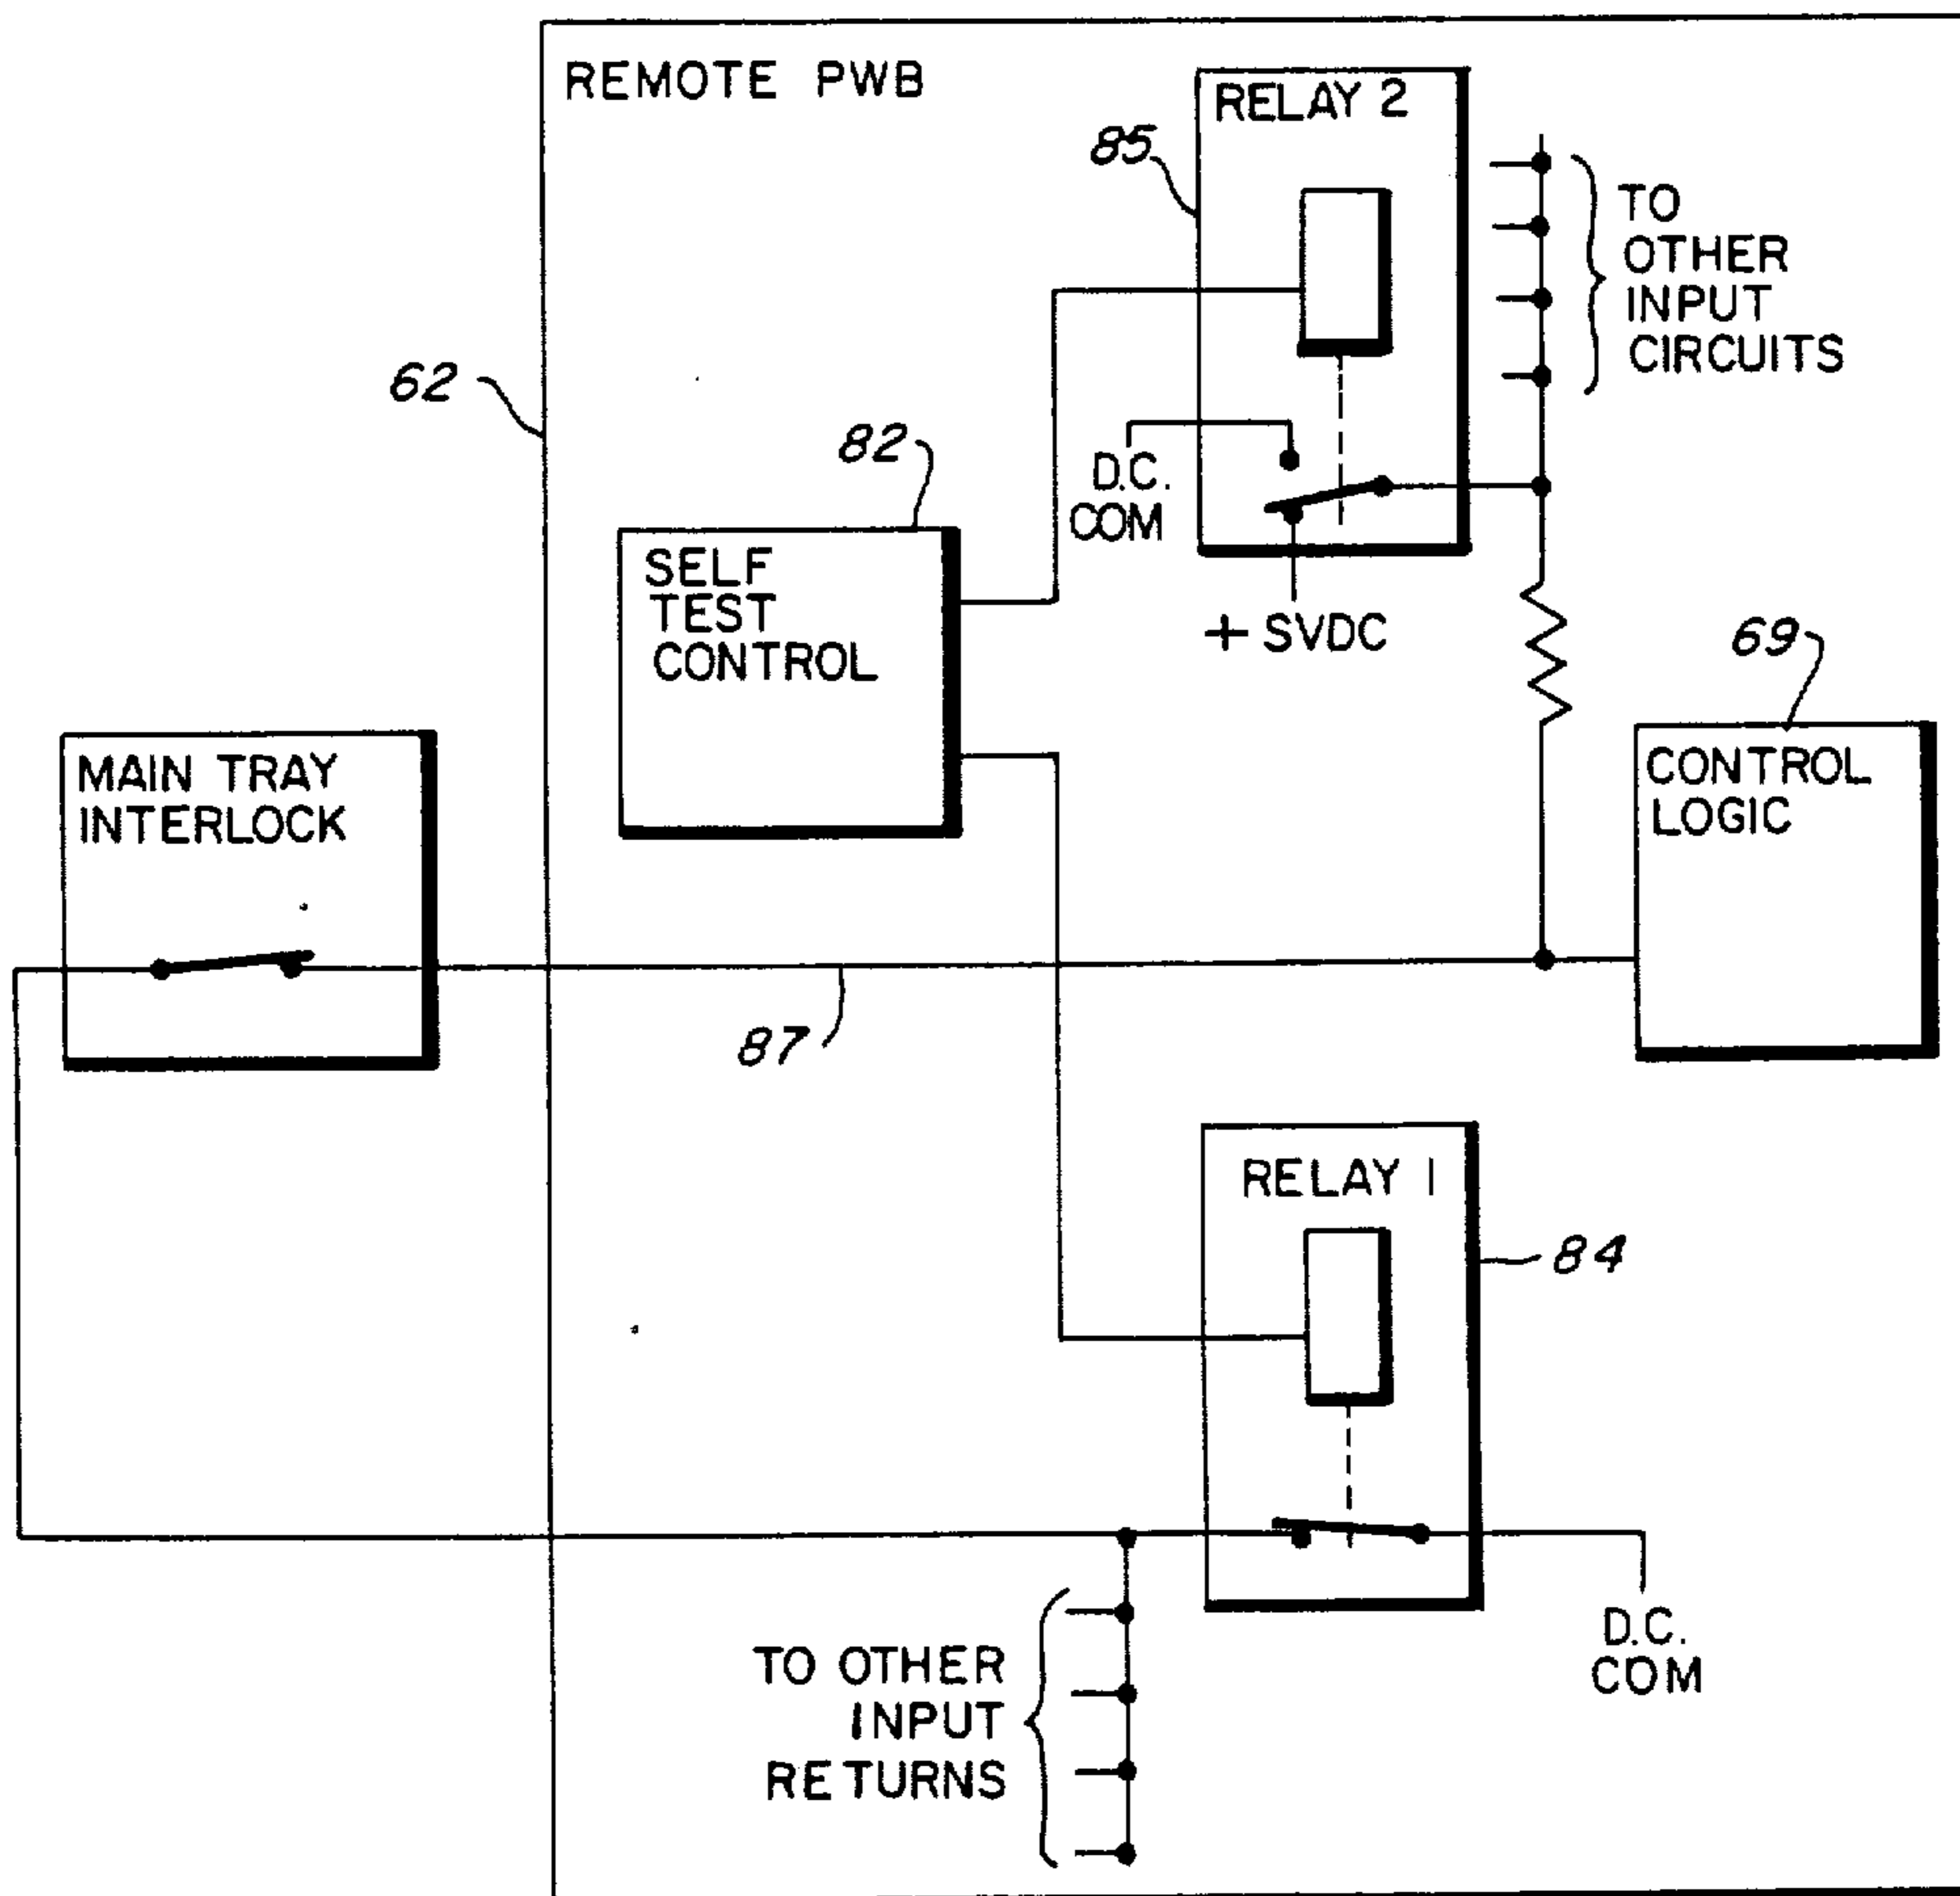 REMOTE PWB
RELAY 2
85
TO
OTHER
INPUT
CIRCUITS
62
82
D.C.
COM
SELF
TEST
CONTROL
+ SVDC
69
MAIN TRAY
INTERLOCK
CONTROL
LOGIC
87
RELAY 1
84
D.C.
COM
TO OTHER
INPUT
RETURNS